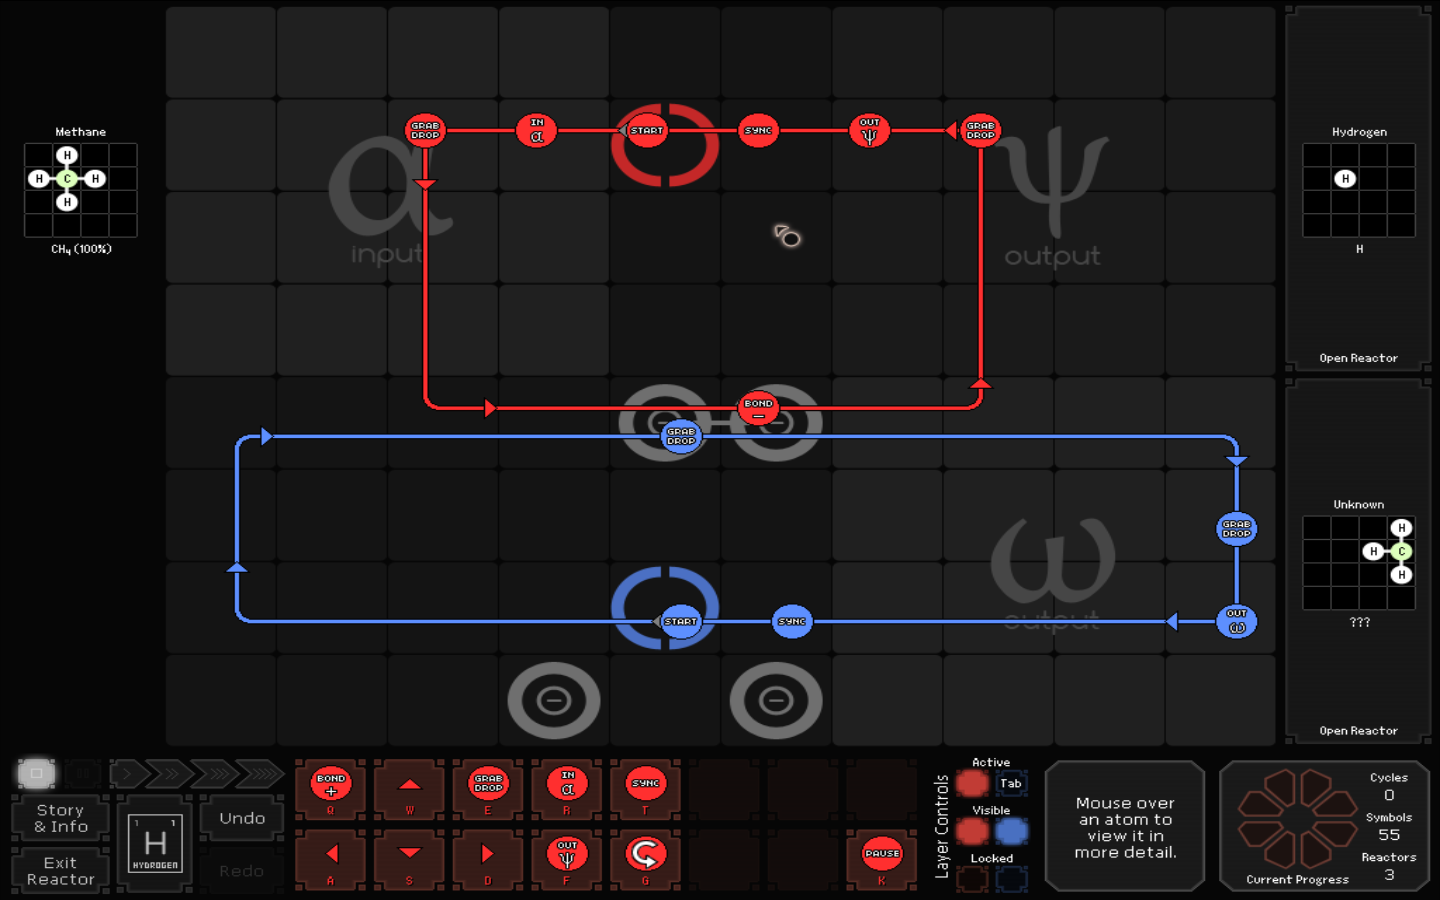 Methane
H
H C H
H
CH₄ (100%)
α
input
GRAB DROP
IN α
START
SYNC
OUT ψ
GRAB DROP
ψ
output
BOND −
GRAB DROP
GRAB DROP
ω
output
START
SYNC
OUT ω
Hydrogen
H
H
Open Reactor
Unknown
H
H C
H
???
Open Reactor
Story & Info
Exit Reactor
1 1
H
HYDROGEN
Undo
Redo
BOND +
Q
W
GRAB DROP
E
IN α
R
SYNC
T
A
S
D
OUT ψ
F
G
PAUSE
K
Layer Controls
Active
Tab
Visible
Locked
Mouse over
an atom to
view it in
more detail.
Cycles
0
Symbols
55
Reactors
3
Current Progress